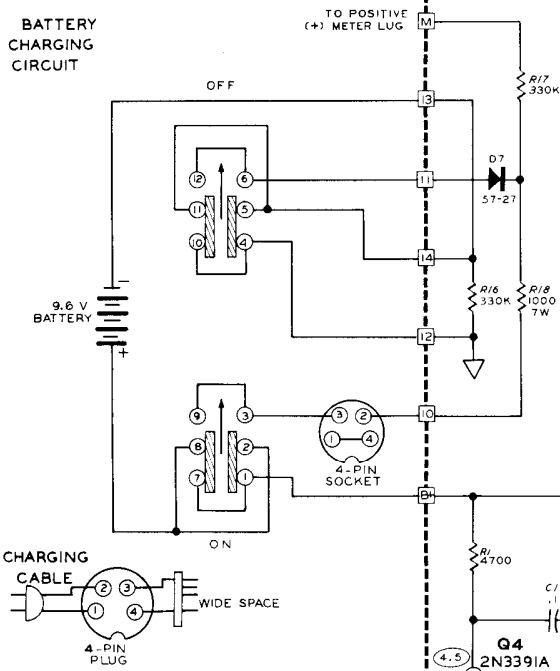 BATTERY
CHARGING
CIRCUIT
TO POSITIVE
(+) METER LUG
M
R17
330K
OFF
13
D7
57-27
12
6
11
11
5
10
4
14
R16
330K
R18
1000
7W
9.6 V
BATTERY
−
+
12
9
3
3
2
10
8
2
1
4
7
1
4-PIN
SOCKET
B+
ON
R1
4700
CHARGING
CABLE
2
3
1
4
WIDE SPACE
4-PIN
PLUG
C1
.1
4.5
Q4
2N3391A